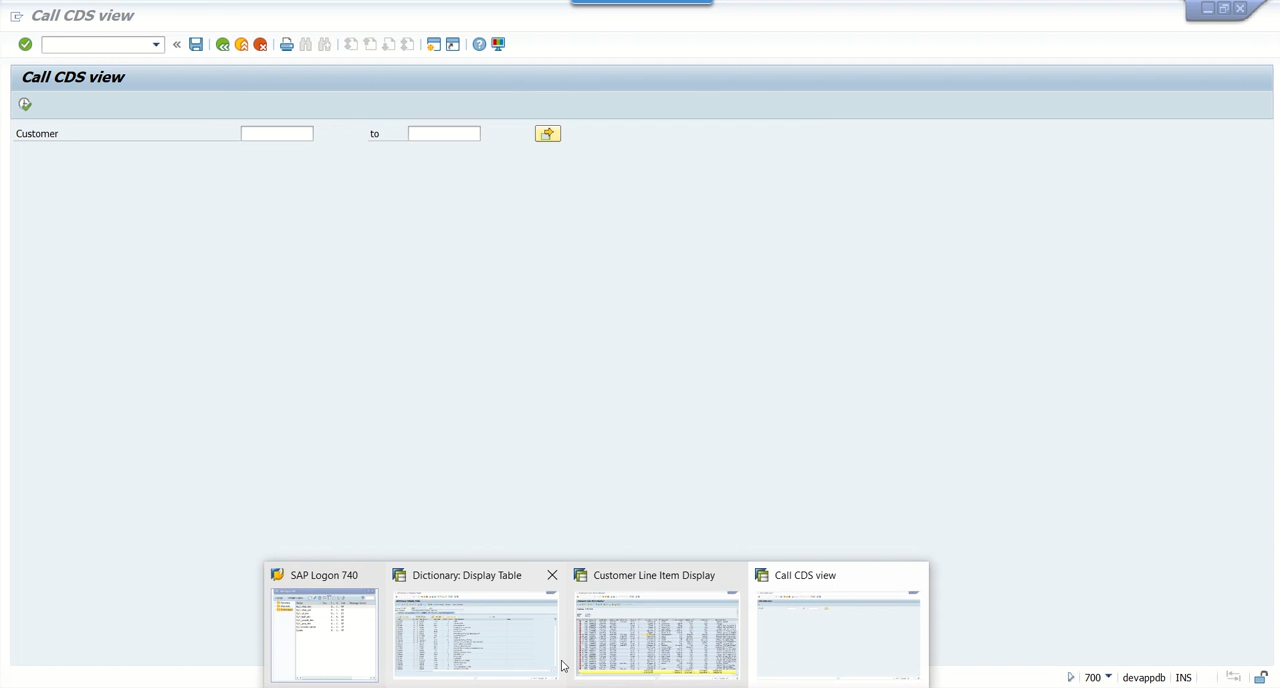 Call CDS view
Call CDS view
Customer
to
SAP Logon 740
Dictionary: Display Table
Customer Line Item Display
Call CDS view
700
devappdb
INS